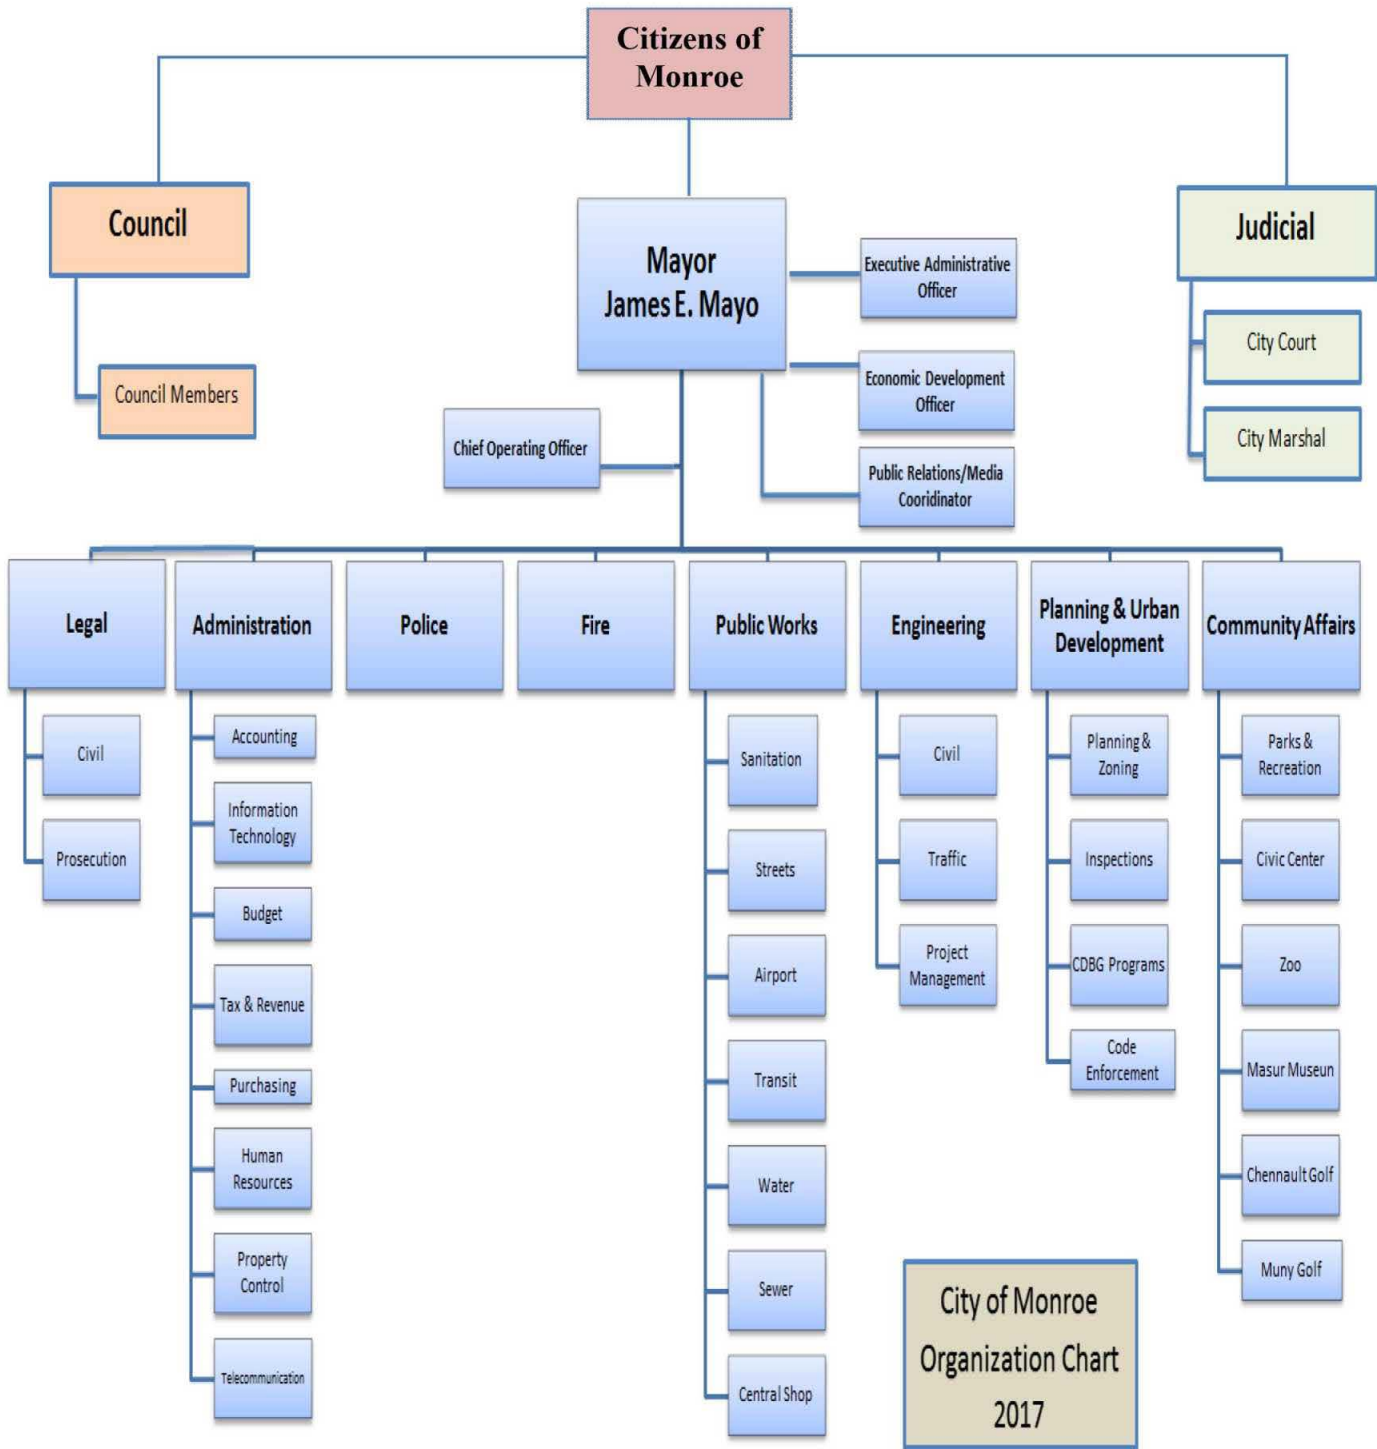 Citizens of
Monroe
Council
Council Members
Mayor
James E. Mayo
Executive Administrative
Officer
Economic Development
Officer
Public Relations/Media
Cooridinator
Chief Operating Officer
Judicial
City Court
City Marshal
Legal
Civil
Prosecution
Administration
Accounting
Information
Technology
Budget
Tax & Revenue
Purchasing
Human
Resources
Property
Control
Telecommunication
Police
Fire
Public Works
Sanitation
Streets
Airport
Transit
Water
Sewer
Central Shop
Engineering
Civil
Traffic
Project
Management
Planning & Urban
Development
Planning &
Zoning
Inspections
CDBG Programs
Code
Enforcement
Community Affairs
Parks &
Recreation
Civic Center
Zoo
Masur Museun
Chennault Golf
Muny Golf
City of Monroe
Organization Chart
2017